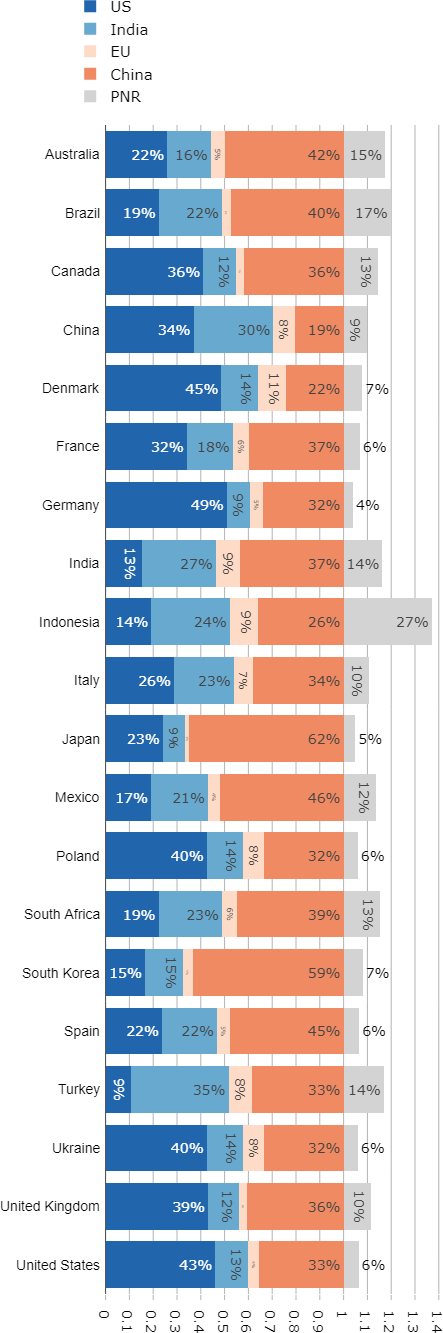 US
India
EU
China
PNR
Australia 22% 16% 5% 42% 15%
Brazil 19% 22% 40% 17%
Canada 36% 12% 36% 13%
China 34% 30% 8% 19% 9%
Denmark 45% 14% 11% 22% 7%
France 32% 18% 6% 37% 6%
Germany 49% 9% 5% 32% 4%
India 13% 27% 9% 37% 14%
Indonesia 14% 24% 9% 26% 27%
Italy 26% 23% 7% 34% 10%
Japan 23% 9% 62% 5%
Mexico 17% 21% 46% 12%
Poland 40% 14% 8% 32% 6%
South Africa 19% 23% 6% 39% 13%
South Korea 15% 15% 59% 7%
Spain 22% 22% 5% 45% 6%
Turkey 9% 35% 8% 33% 14%
Ukraine 40% 14% 8% 32% 6%
United Kingdom 39% 12% 36% 10%
United States 43% 13% 33% 6%
0 0.1 0.2 0.3 0.4 0.5 0.6 0.7 0.8 0.9 1 1.1 1.2 1.3 1.4